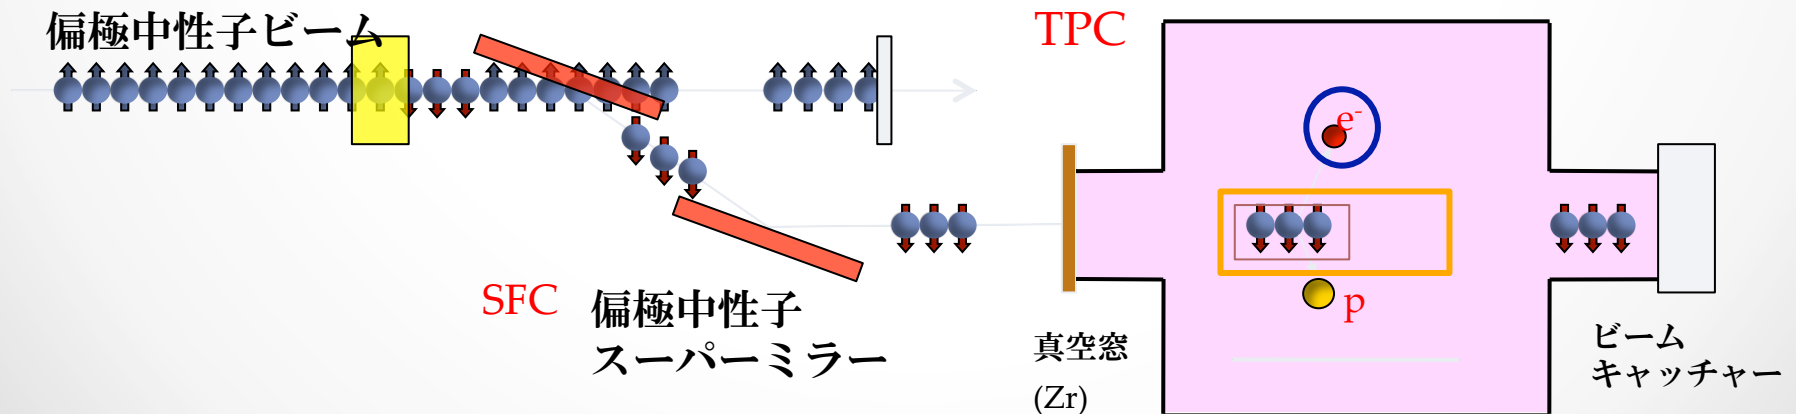 偏極中性子ビーム
TPC
e-
SFC
偏極中性子
スーパーミラー
p
真空窓
(Zr)
ビーム
キャッチャー